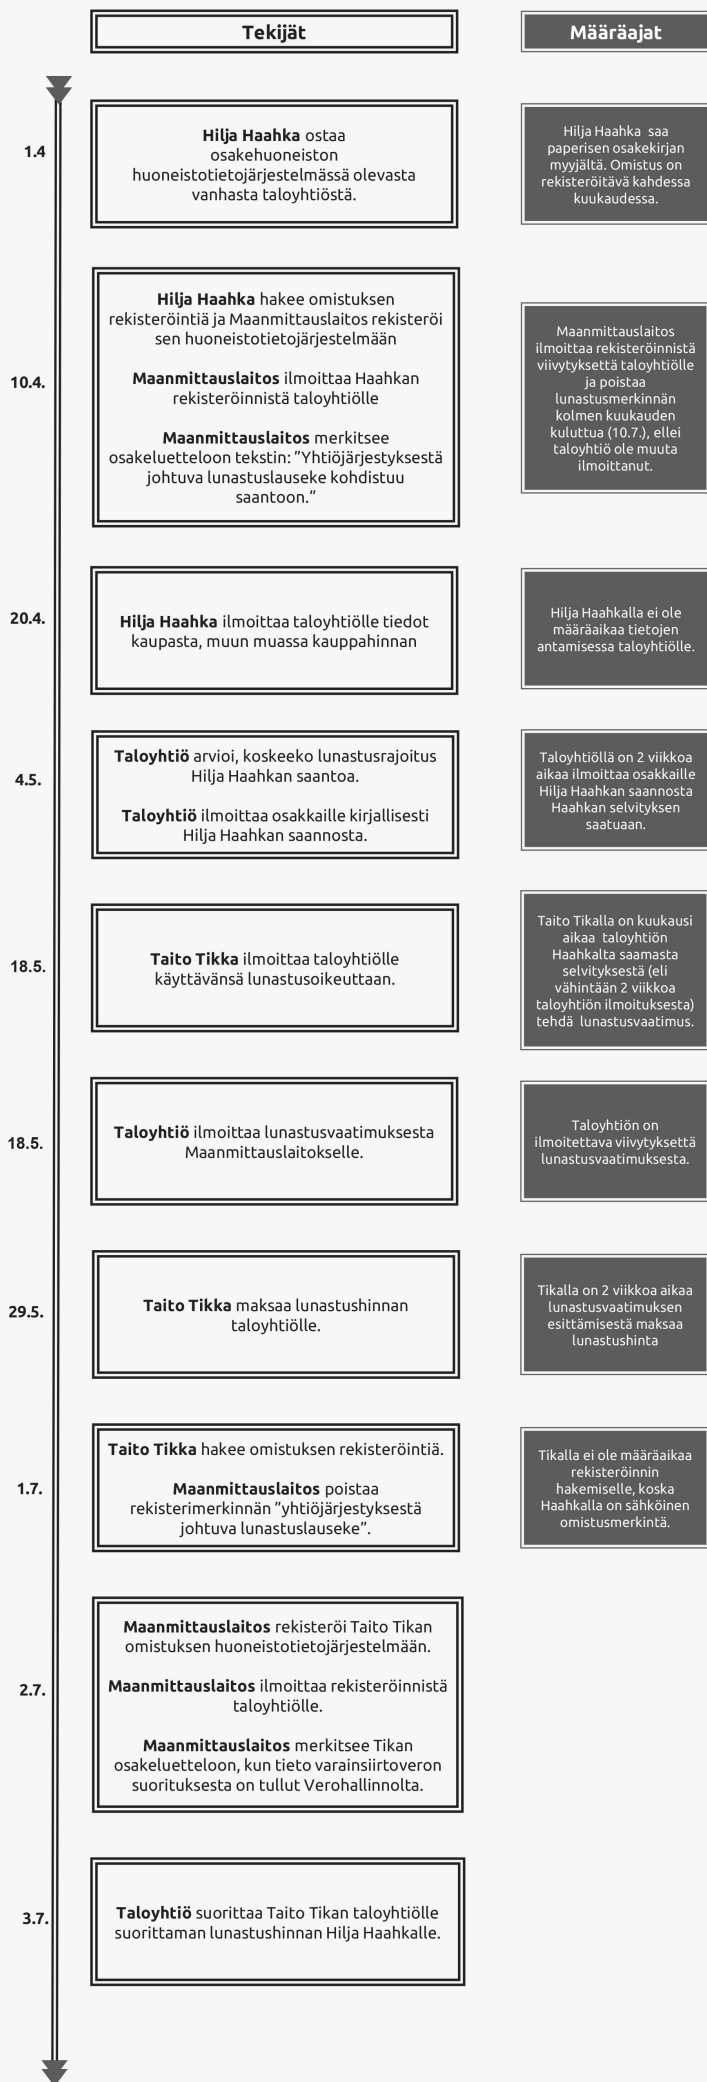 Tekijät
Määräajat
1.4
Hilja Haahka ostaa
osakehuoneiston
huoneistotietojärjestelmässä olevasta
vanhasta taloyhtiöstä.
Hilja Haahka saa
paperisen osakekirjan
myyjältä. Omistus on
rekisteröitävä kahdessa
kuukaudessa.
10.4.
Hilja Haahka hakee omistuksen
rekisteröintiä ja Maanmittauslaitos rekisteröi
sen huoneistotietojärjestelmään
Maanmittauslaitos ilmoittaa Haahkan
rekisteröinnistä taloyhtiölle
Maanmittauslaitos merkitsee
osakeluetteloon tekstin: ”Yhtiöjärjestyksestä
johtuva lunastuslauseke kohdistuu
saantoon.”
Maanmittauslaitos
ilmoittaa rekisteröinnistä
viivytyksettä taloyhtiölle
ja poistaa
lunastusmerkinnän
kolmen kuukauden
kuluttua (10.7.), ellei
taloyhtiö ole muuta
ilmoittanut.
20.4.
Hilja Haahka ilmoittaa taloyhtiölle tiedot
kaupasta, muun muassa kauppahinnan
Hilja Haahkalla ei ole
määräaikaa tietojen
antamisessa taloyhtiölle.
4.5.
Taloyhtiö arvioi, koskeeko lunastusrajoitus
Hilja Haahkan saantoa.
Taloyhtiö ilmoittaa osakkaille kirjallisesti
Hilja Haahkan saannosta.
Taloyhtiöllä on 2 viikkoa
aikaa ilmoittaa osakkaille
Hilja Haahkan saannosta
Haahkan selvityksen
saatuaan.
18.5.
Taito Tikka ilmoittaa taloyhtiölle
käyttävänsä lunastusoikeuttaan.
Taito Tikalla on kuukausi
aikaa taloyhtiön
Haahkalta saamasta
selvityksestä (eli
vähintään 2 viikkoa
taloyhtiön ilmoituksesta)
tehdä lunastusvaatimus.
18.5.
Taloyhtiö ilmoittaa lunastusvaatimuksesta
Maanmittauslaitokselle.
Taloyhtiön on
ilmoitettava viivytyksettä
lunastusvaatimuksesta.
29.5.
Taito Tikka maksaa lunastushinnan
taloyhtiölle.
Tikalla on 2 viikkoa aikaa
lunastusvaatimuksen
esittämisestä maksaa
lunastushinta
1.7.
Taito Tikka hakee omistuksen rekisteröintiä.
Maanmittauslaitos poistaa
rekisterimerkinnän ”yhtiöjärjestyksestä
johtuva lunastuslauseke”.
Tikalla ei ole määräaikaa
rekisteröinnin
hakemiselle, koska
Haahkalla on sähköinen
omistusmerkintä.
2.7.
Maanmittauslaitos rekisteröi Taito Tikan
omistuksen huoneistotietojärjestelmään.
Maanmittauslaitos ilmoittaa rekisteröinnistä
taloyhtiölle.
Maanmittauslaitos merkitsee Tikan
osakeluetteloon, kun tieto varainsiirtoveron
suorituksesta on tullut Verohallinnolta.
3.7.
Taloyhtiö suorittaa Taito Tikan taloyhtiölle
suorittaman lunastushinnan Hilja Haahkalle.